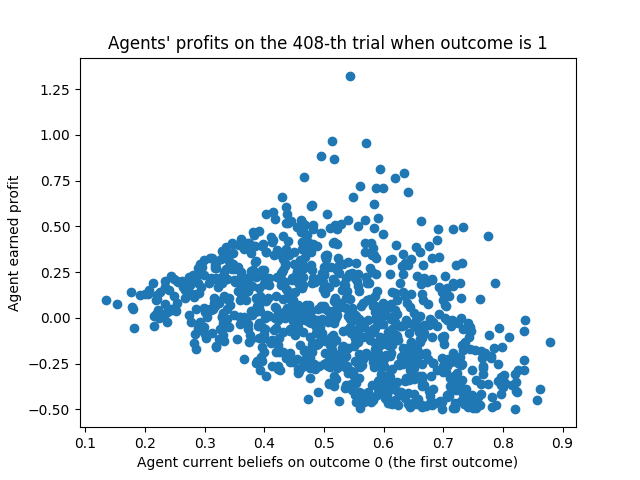 Agents' profits on the 408-th trial when outcome is 1
Agent earned profit
1.25
1.00
0.75
0.50
0.25
0.00
−0.25
−0.50
0.1 0.2 0.3 0.4 0.5 0.6 0.7 0.8 0.9
Agent current beliefs on outcome 0 (the first outcome)